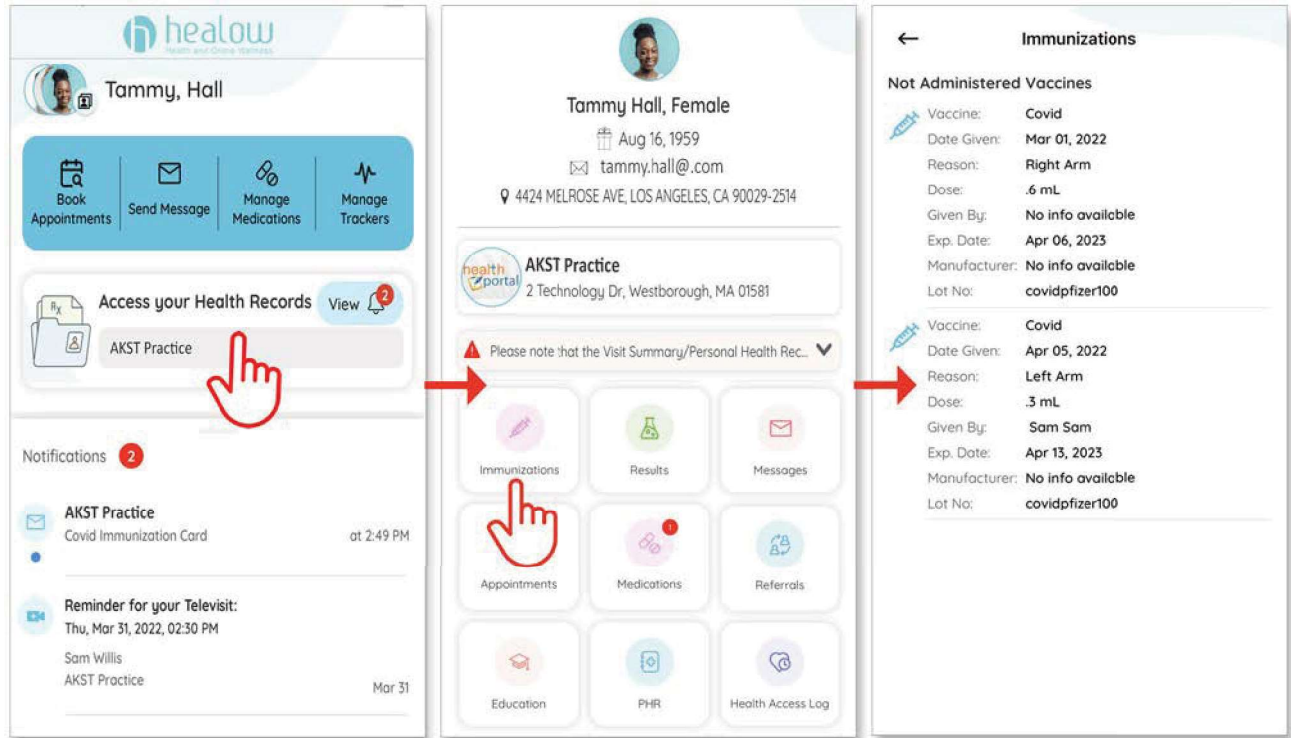 healow
Health and Online Wellness
Tammy, Hall
Book
Appointments
Send Message
Manage
Medications
Manage
Trackers
Rx
Access your Health Records
View
2
AKST Practice
Notifications
2
AKST Practice
Covid Immunization Card
at 2:49 PM
Reminder for your Televisit:
Thu, Mar 31, 2022, 02:30 PM
Sam Willis
AKST Practice
Mar 31
Tammy Hall, Female
Aug 16, 1959
tammy.hall@.com
4424 MELROSE AVE, LOS ANGELES, CA 90029-2514
health
portal
AKST Practice
2 Technology Dr, Westborough, MA 01581
Please note that the Visit Summary/Personal Health Rec...
Immunizations
Results
Messages
Appointments
1
Medications
Referrals
Education
PHR
Health Access Log
Immunizations
Not Administered Vaccines
Vaccine: Covid
Date Given: Mar 01, 2022
Reason: Right Arm
Dose: .6 mL
Given By: No info available
Exp. Date: Apr 06, 2023
Manufacturer: No info available
Lot No: covidpfizer100
Vaccine: Covid
Date Given: Apr 05, 2022
Reason: Left Arm
Dose: .3 mL
Given By: Sam Sam
Exp. Date: Apr 13, 2023
Manufacturer: No info available
Lot No: covidpfizer100